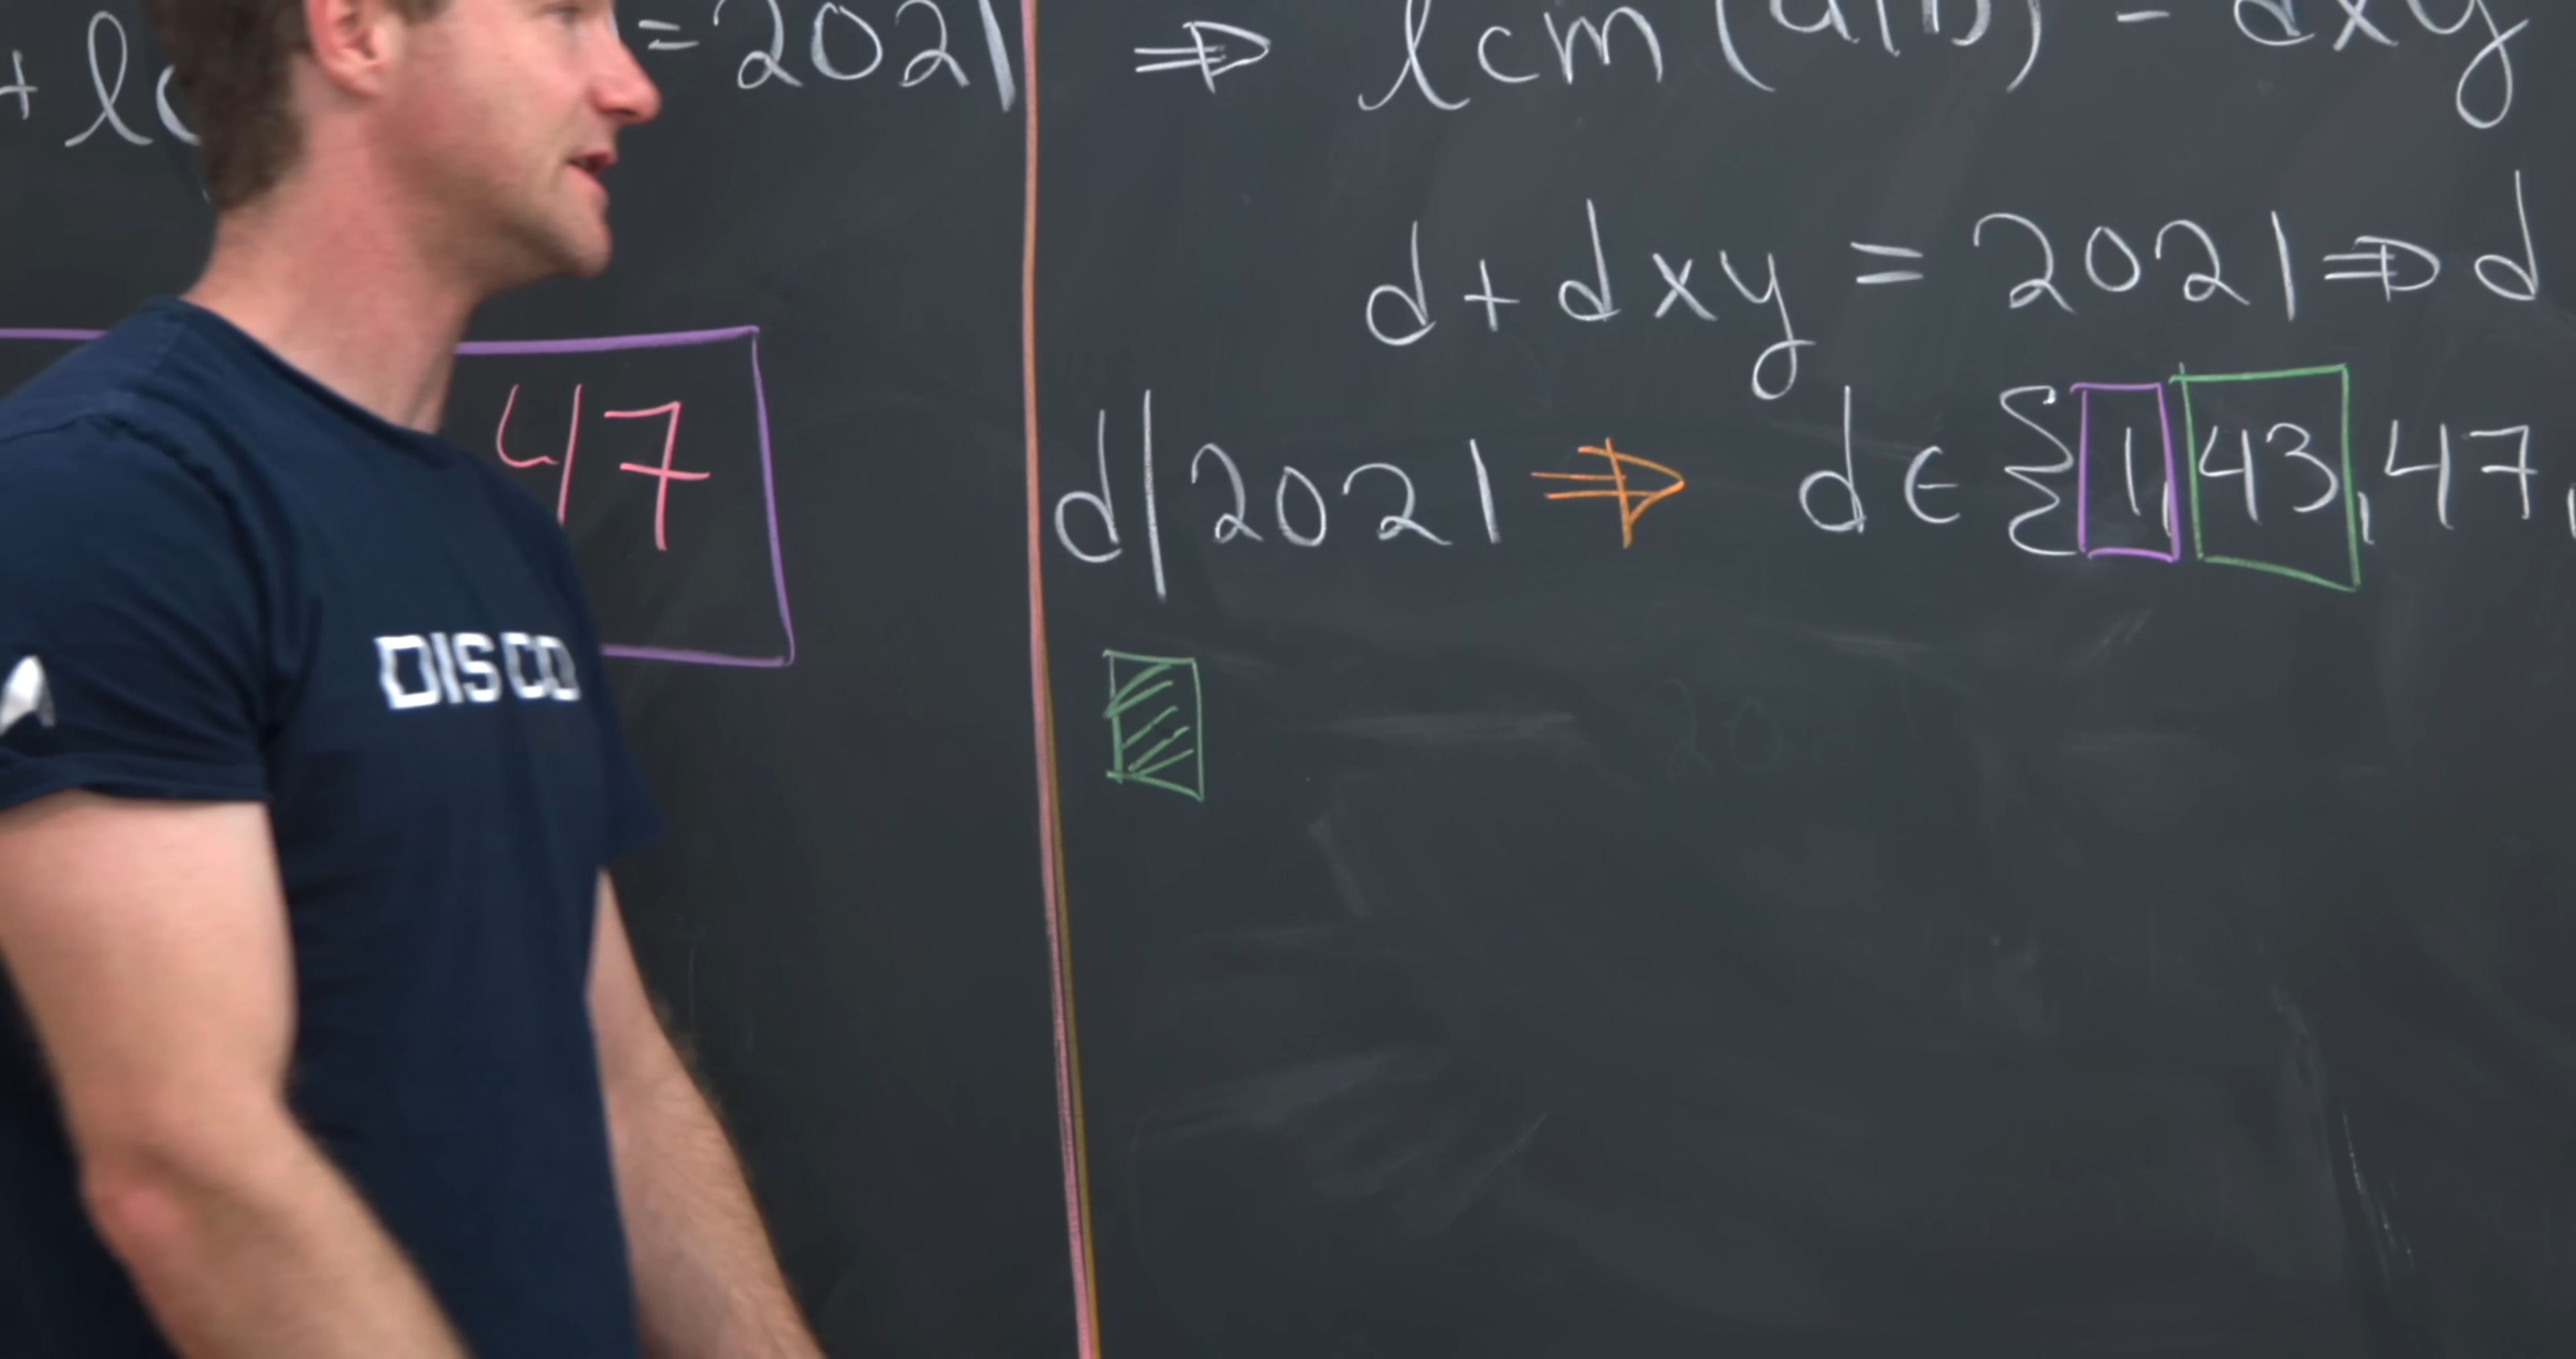 + l = 2021
⇒ lcm(a,b) = dxy
d + dxy = 2021 ⇒ d
47
d|2021 ⇒ d ∈ {1, 43, 47,
DISCO